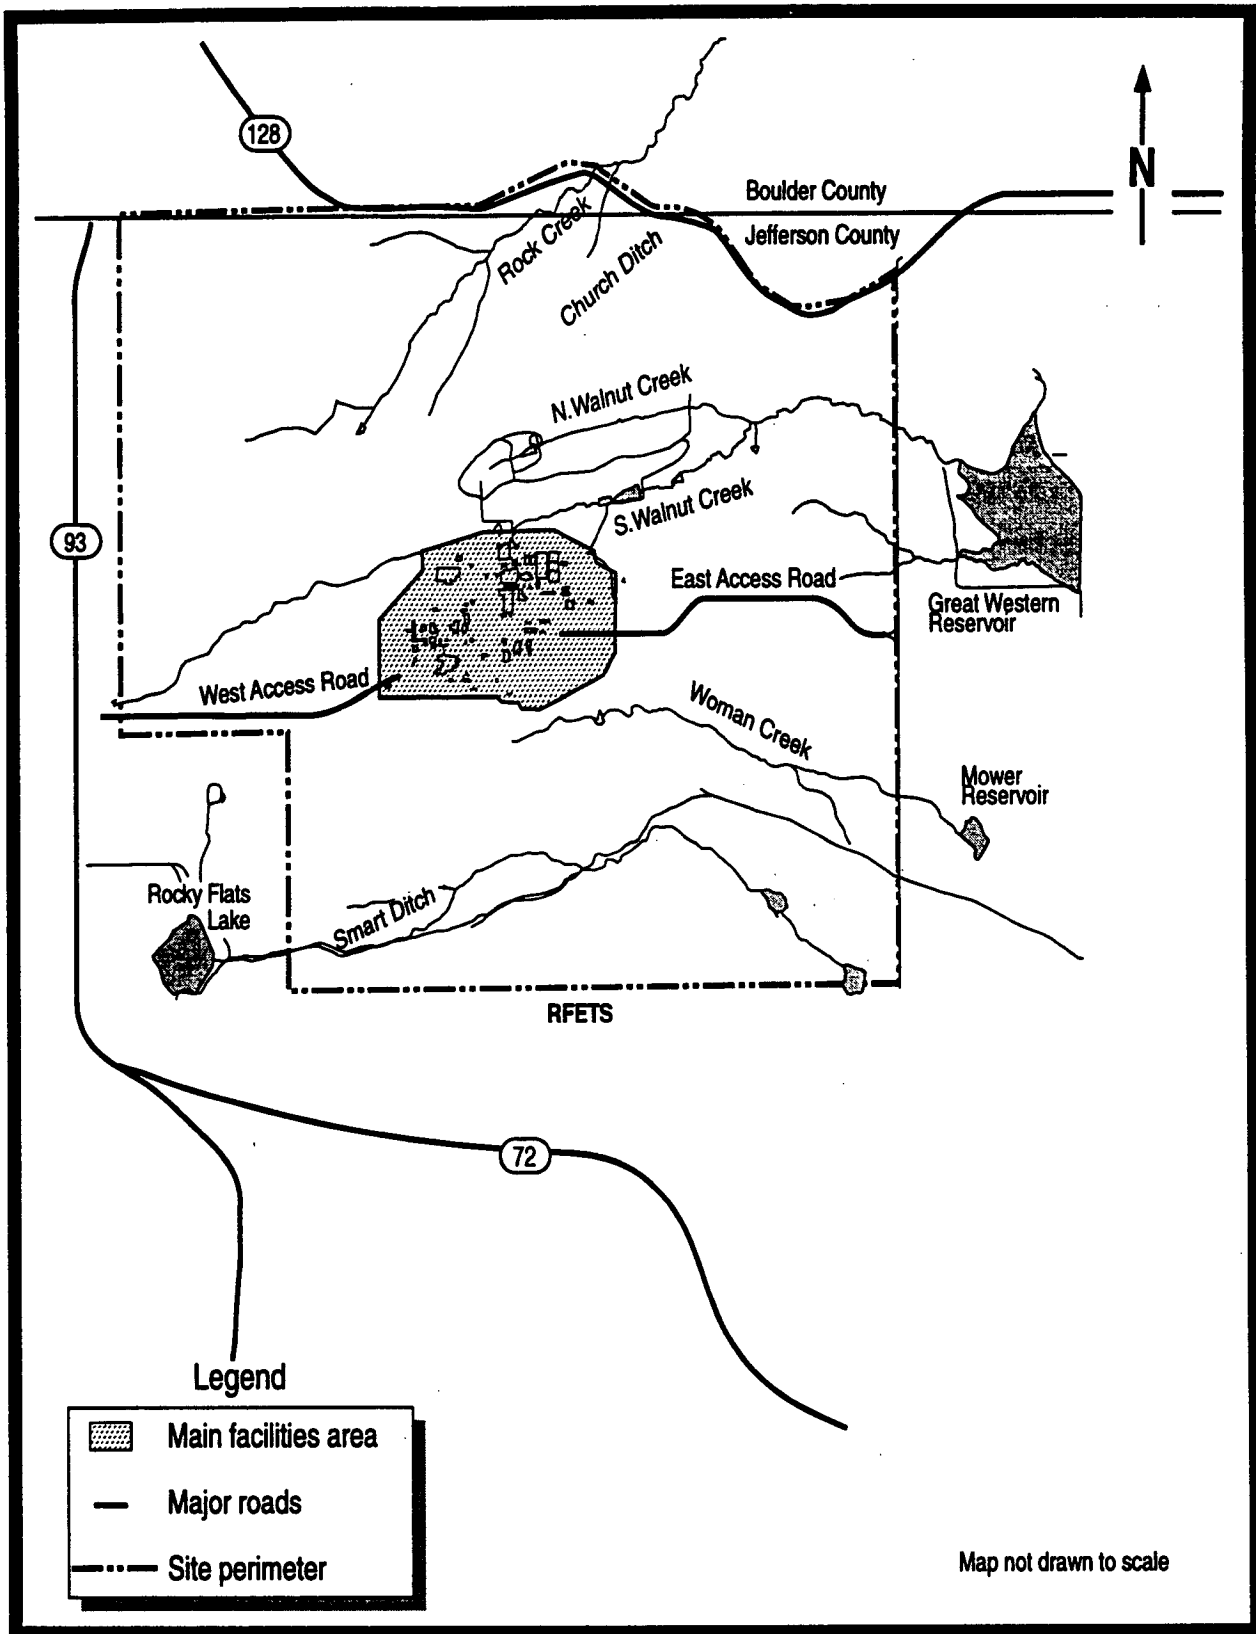 128
N
Boulder County
Jefferson County
Rock Creek
Church Ditch
N. Walnut Creek
S. Walnut Creek
93
East Access Road
Great Western
Reservoir
West Access Road
Woman Creek
Mower
Reservoir
Rocky Flats
Lake
Smart Ditch
RFETS
72
Legend
Main facilities area
Major roads
Site perimeter
Map not drawn to scale